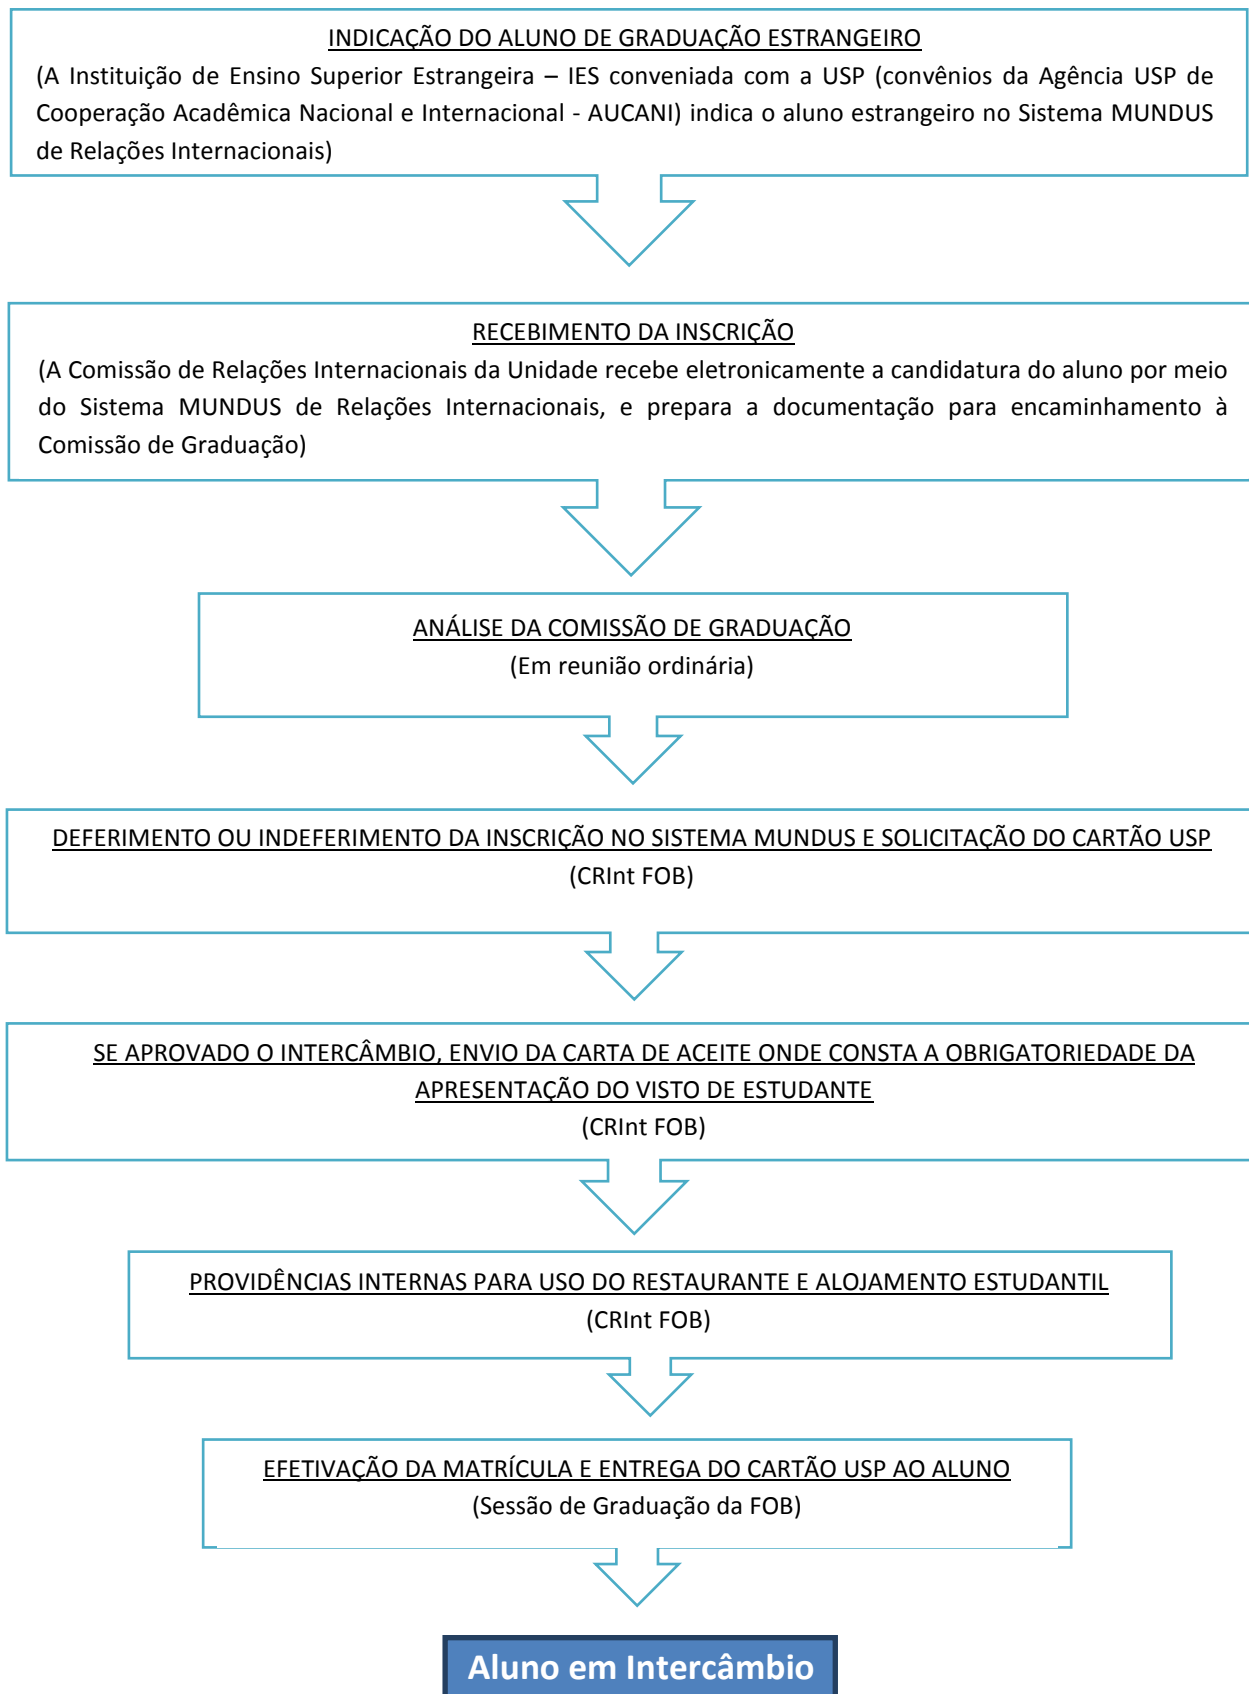 INDICAÇÃO DO ALUNO DE GRADUAÇÃO ESTRANGEIRO
(A Instituição de Ensino Superior Estrangeira – IES conveniada com a USP (convênios da Agência USP de
Cooperação Acadêmica Nacional e Internacional - AUCANI) indica o aluno estrangeiro no Sistema MUNDUS
de Relações Internacionais)
RECEBIMENTO DA INSCRIÇÃO
(A Comissão de Relações Internacionais da Unidade recebe eletronicamente a candidatura do aluno por meio
do Sistema MUNDUS de Relações Internacionais, e prepara a documentação para encaminhamento à
Comissão de Graduação)
ANÁLISE DA COMISSÃO DE GRADUAÇÃO
(Em reunião ordinária)
DEFERIMENTO OU INDEFERIMENTO DA INSCRIÇÃO NO SISTEMA MUNDUS E SOLICITAÇÃO DO CARTÃO USP
(CRInt FOB)
SE APROVADO O INTERCÂMBIO, ENVIO DA CARTA DE ACEITE ONDE CONSTA A OBRIGATORIEDADE DA
APRESENTAÇÃO DO VISTO DE ESTUDANTE
(CRInt FOB)
PROVIDÊNCIAS INTERNAS PARA USO DO RESTAURANTE E ALOJAMENTO ESTUDANTIL
(CRInt FOB)
EFETIVAÇÃO DA MATRÍCULA E ENTREGA DO CARTÃO USP AO ALUNO
(Sessão de Graduação da FOB)
Aluno em Intercâmbio